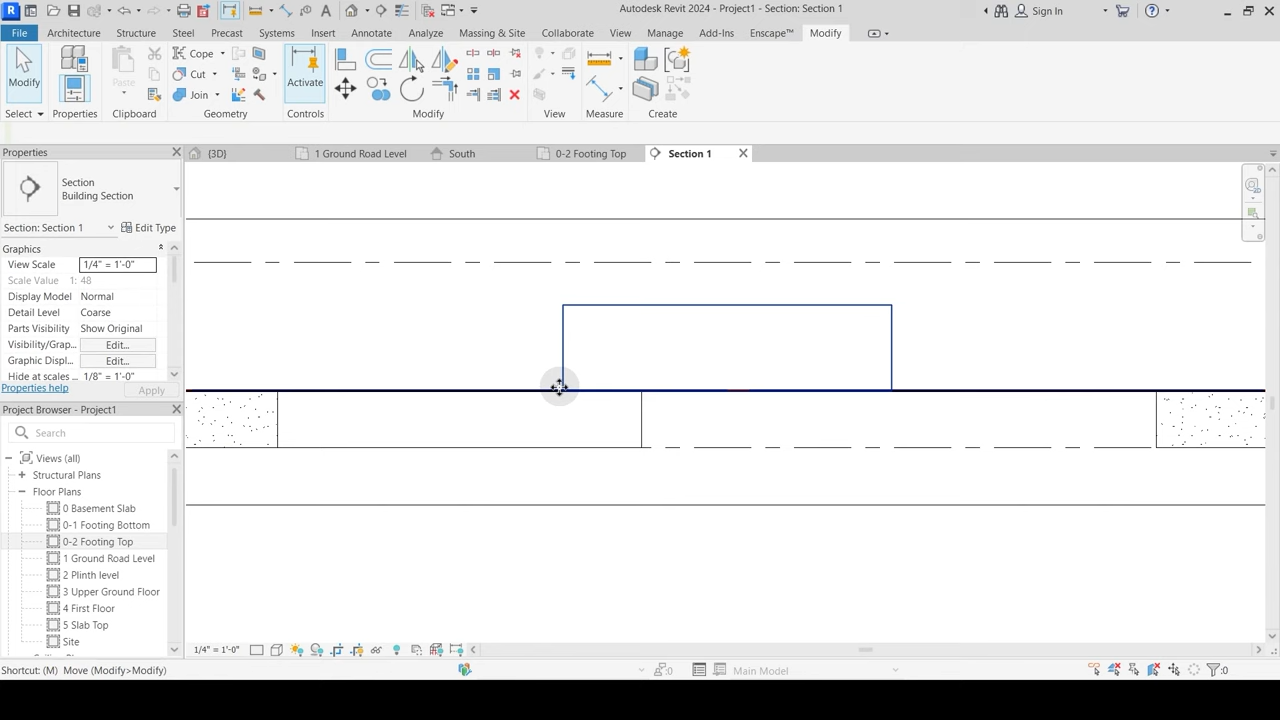 Autodesk Revit 2024 - Project1 - Section: Section 1
Sign In
File Architecture Structure Steel Precast Systems Insert Annotate Analyze Massing & Site Collaborate View Manage Add-Ins Enscape™ Modify
Modify
Paste
Cope
Cut
Join
Activate
Select Properties Clipboard Geometry Controls Modify View Measure Create
Properties
(3D) 1 Ground Road Level South 0-2 Footing Top Section 1
Section
Building Section
Section: Section 1 Edit Type
Graphics
View Scale 1/4" = 1'-0"
Scale Value 1: 48
Display Model Normal
Detail Level Coarse
Parts Visibility Show Original
Visibility/Grap... Edit...
Graphic Displ... Edit...
Hide at scales ... 1/8" = 1'-0"
Properties help Apply
Project Browser - Project1
Search
Views (all)
Structural Plans
Floor Plans
0 Basement Slab
0-1 Footing Bottom
0-2 Footing Top
1 Ground Road Level
2 Plinth level
3 Upper Ground Floor
4 First Floor
5 Slab Top
Site
1/4" = 1'-0"
Shortcut: (M) Move (Modify>Modify)
:0
Main Model
:0